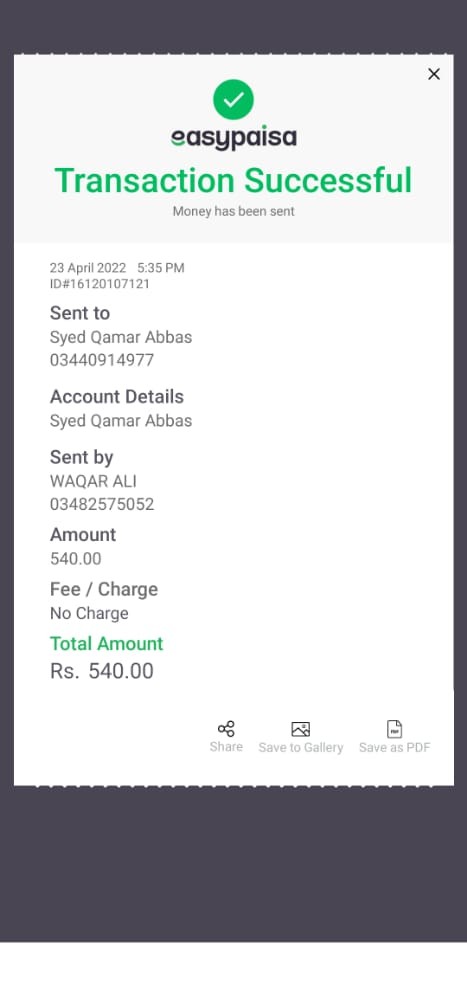 easypaisa
Transaction Successful
Money has been sent
23 April 2022 5:35 PM
ID#16120107121
Sent to
Syed Qamar Abbas
03440914977
Account Details
Syed Qamar Abbas
Sent by
WAQAR ALI
03482575052
Amount
540.00
Fee / Charge
No Charge
Total Amount
Rs. 540.00
PDF
Share Save to Gallery Save as PDF